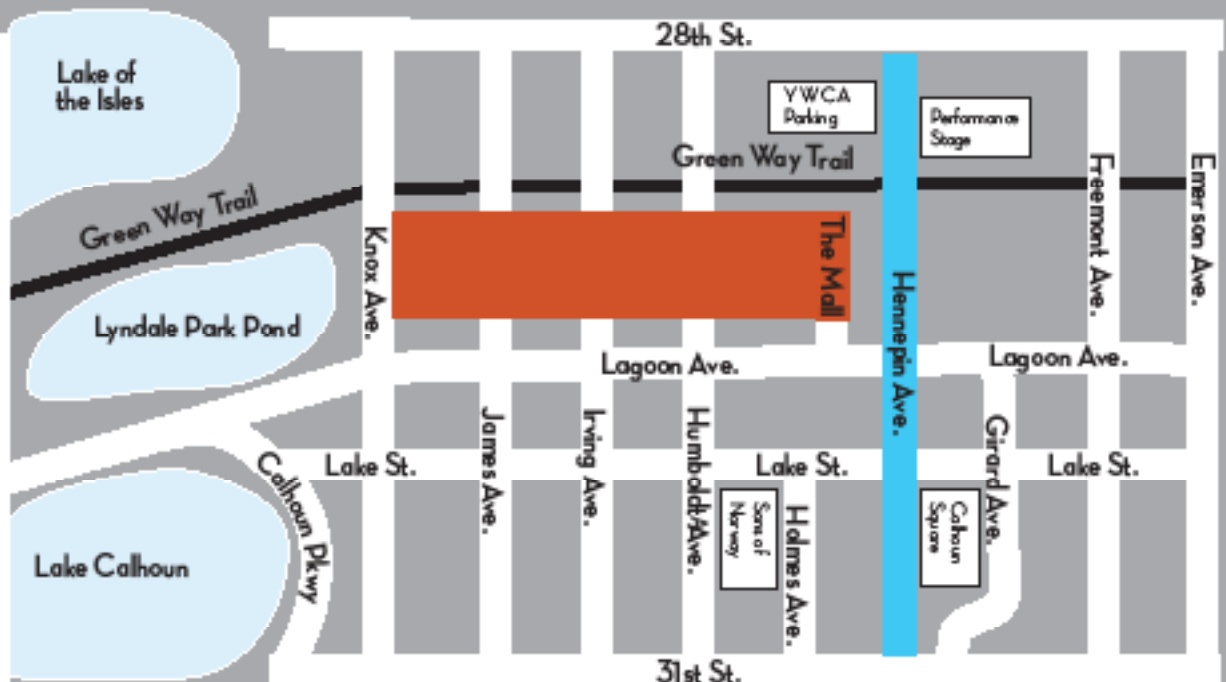 28th St.
Lake of
the Isles
YWCA
Parking
Performance
Stage
Green Way Trail
Green Way Trail
Knox Ave.
The Mall
Hennepin Ave.
Freemont Ave.
Emerson Ave.
Lyndale Park Pond
Lagoon Ave.
Lagoon Ave.
James Ave.
Irving Ave.
Humboldt Ave.
Girard Ave.
Calhoun Pkwy
Lake St.
Lake St.
Lake St.
Sons of
Norway
Holmes Ave.
Calhoun
Square
Lake Calhoun
31st St.